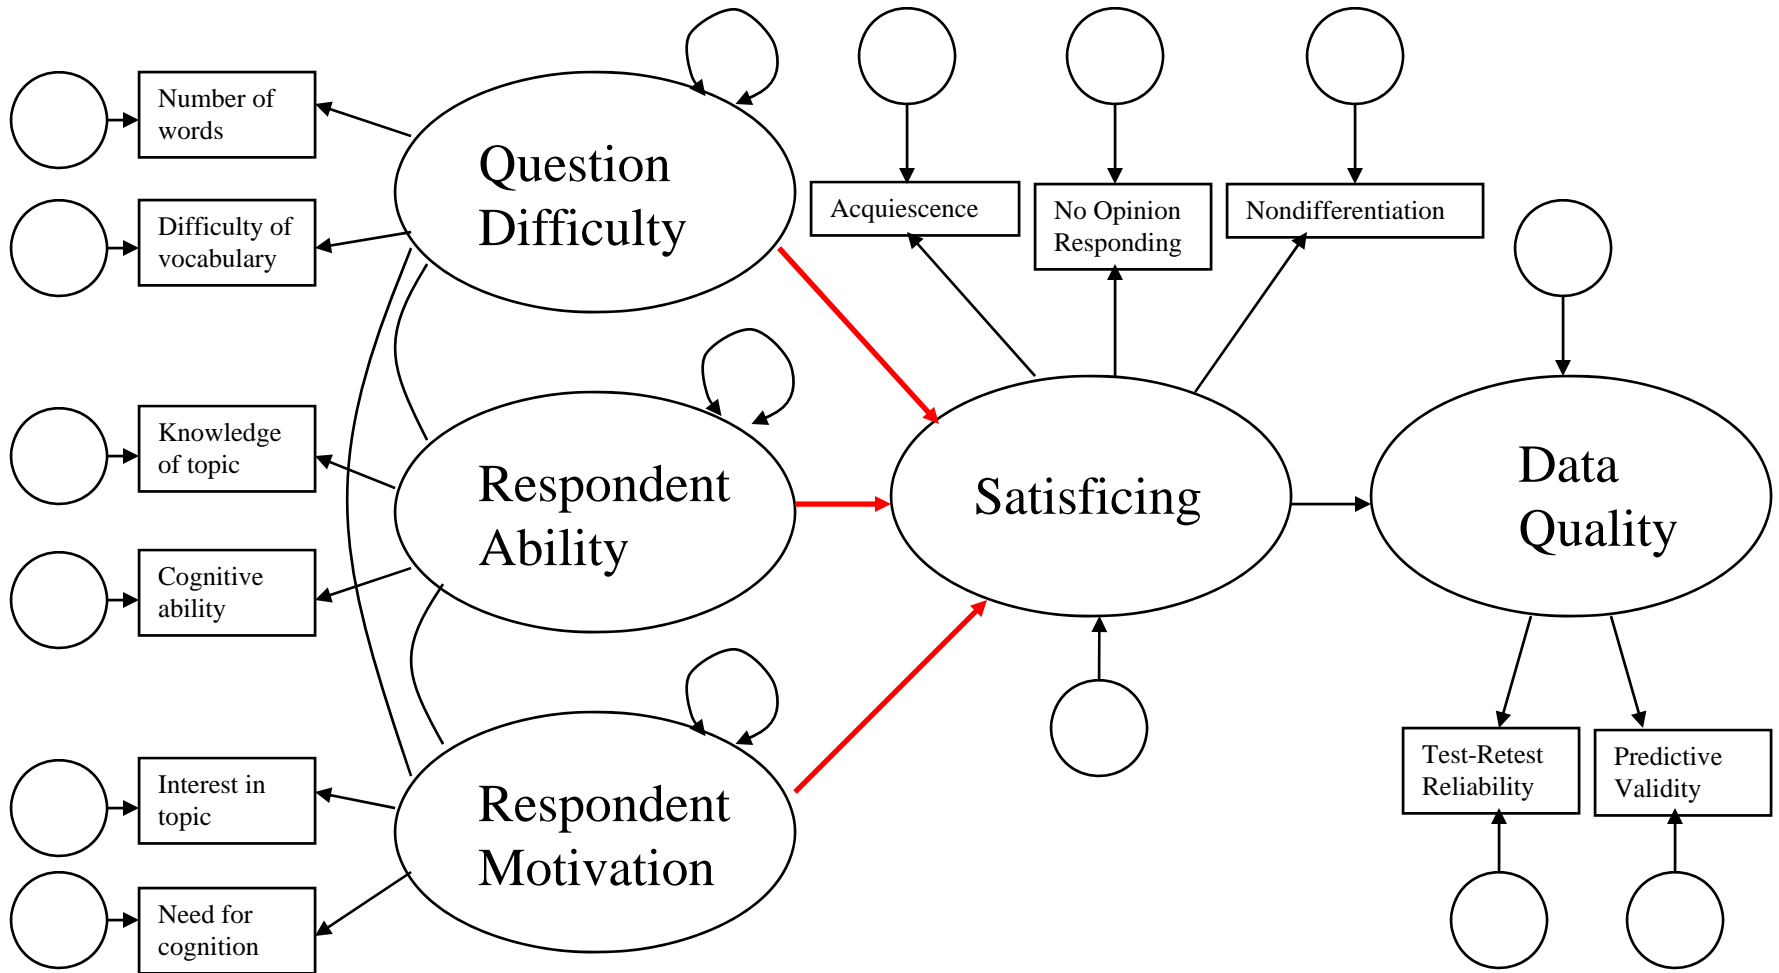 Number of
words
Difficulty of
vocabulary
Question
Difficulty
Acquiescence
No Opinion
Responding
Nondifferentiation
Knowledge
of topic
Cognitive
ability
Respondent
Ability
Satisficing
Data
Quality
Interest in
topic
Need for
cognition
Respondent
Motivation
Test-Retest
Reliability
Predictive
Validity